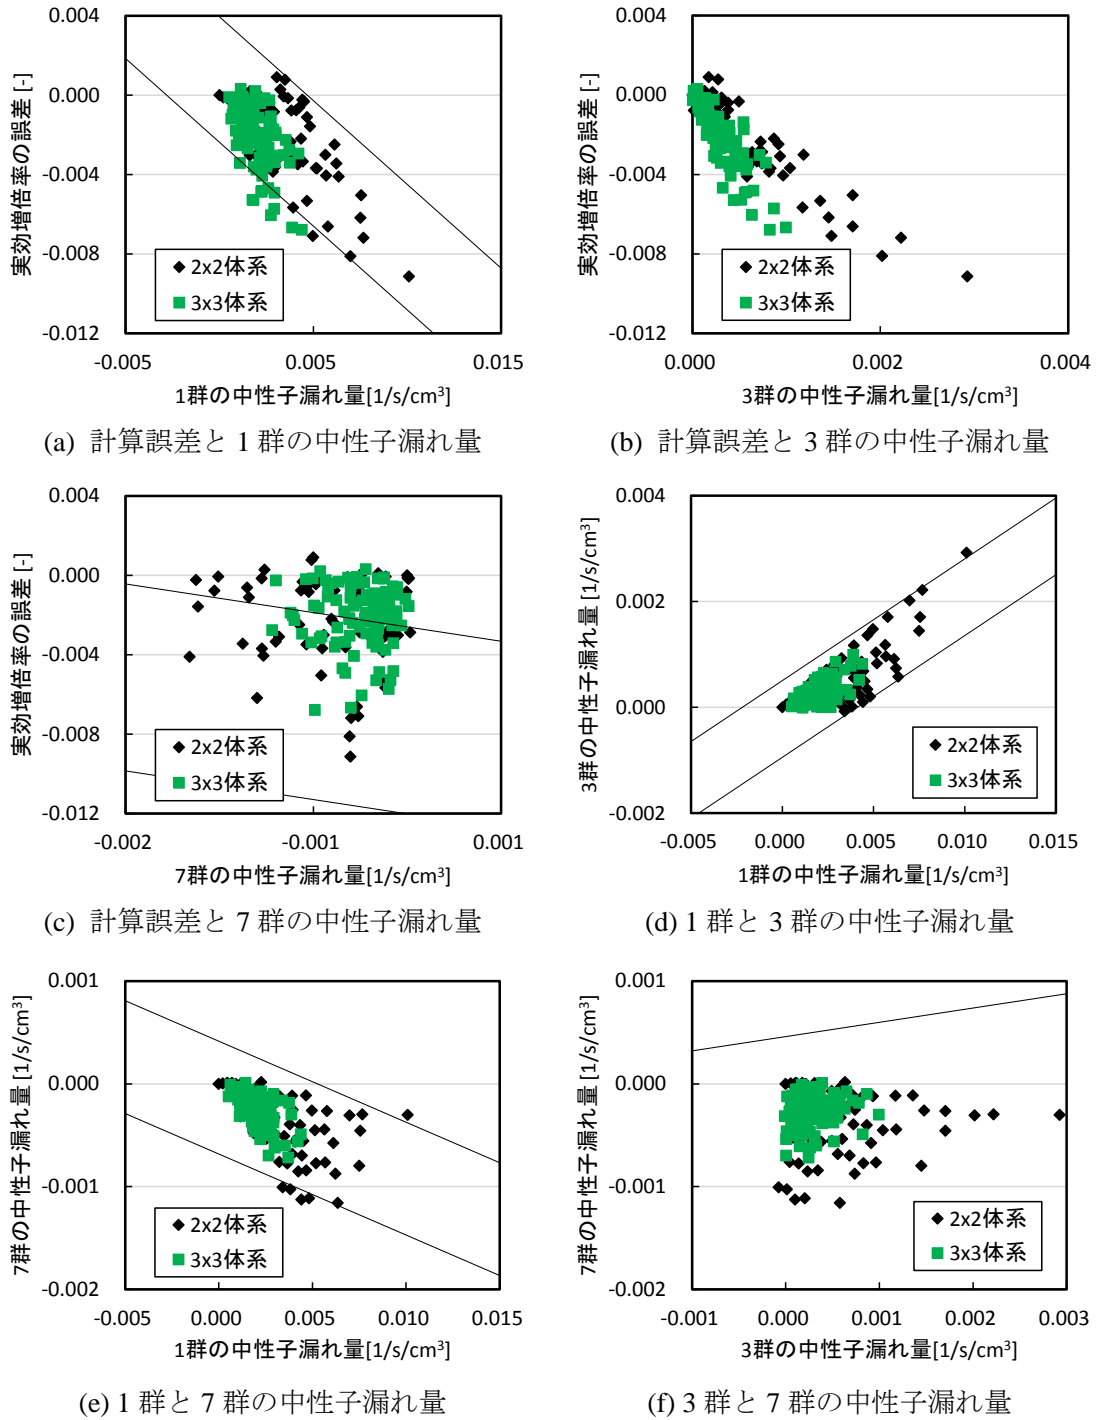 0.004
0.000
-0.004
-0.008
-0.012
実効増倍率の誤差 [-]
2x2体系
3x3体系
-0.005
0.005
0.015
1群の中性子漏れ量[1/s/cm³]
(a) 計算誤差と 1 群の中性子漏れ量
0.004
0.000
-0.004
-0.008
-0.012
実効増倍率の誤差 [-]
2x2体系
3x3体系
0.000
0.002
0.004
3群の中性子漏れ量[1/s/cm³]
(b) 計算誤差と 3 群の中性子漏れ量
0.004
0.000
-0.004
-0.008
-0.012
実効増倍率の誤差 [-]
2x2体系
3x3体系
-0.002
-0.001
0.001
7群の中性子漏れ量[1/s/cm³]
(c) 計算誤差と 7 群の中性子漏れ量
0.004
0.002
0.000
-0.002
3群の中性子漏れ量 [1/s/cm³]
2x2体系
3x3体系
-0.005
0.000
0.005
0.010
0.015
1群の中性子漏れ量[1/s/cm³]
(d) 1 群と 3 群の中性子漏れ量
0.001
0.000
-0.001
-0.002
7群の中性子漏れ量 [1/s/cm³]
2x2体系
3x3体系
-0.005
0.000
0.005
0.010
0.015
1群の中性子漏れ量[1/s/cm³]
(e) 1 群と 7 群の中性子漏れ量
0.001
0.000
-0.001
-0.002
7群の中性子漏れ量 [1/s/cm³]
2x2体系
3x3体系
-0.001
0.000
0.001
0.002
0.003
3群の中性子漏れ量[1/s/cm³]
(f) 3 群と 7 群の中性子漏れ量